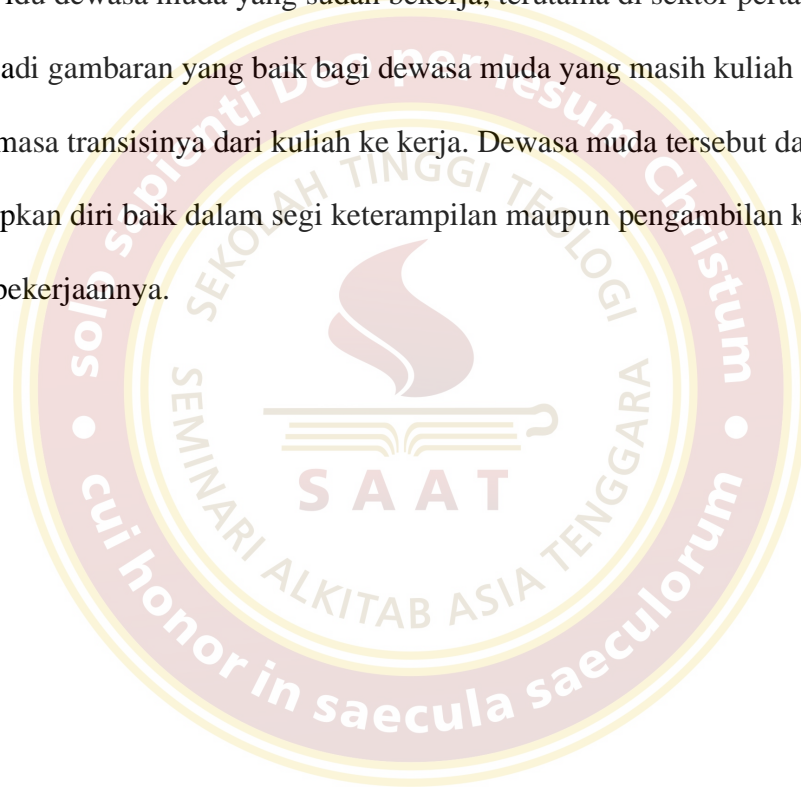 idu dewasa muda yang sudah bekerja, terutama di sektor perta
adi gambaran yang baik bagi dewasa muda yang masih kuliah
masa transisinya dari kuliah ke kerja. Dewasa muda tersebut da
pkan diri baik dalam segi keterampilan maupun pengambilan k
pekerjaannya.
solo sapienti Deo per Iesum Christum
cui honor in saecula saeculorum
SEKOLAH TINGGI TEOLOGI
SAAT
SEMINARI ALKITAB ASIA TENGGARA